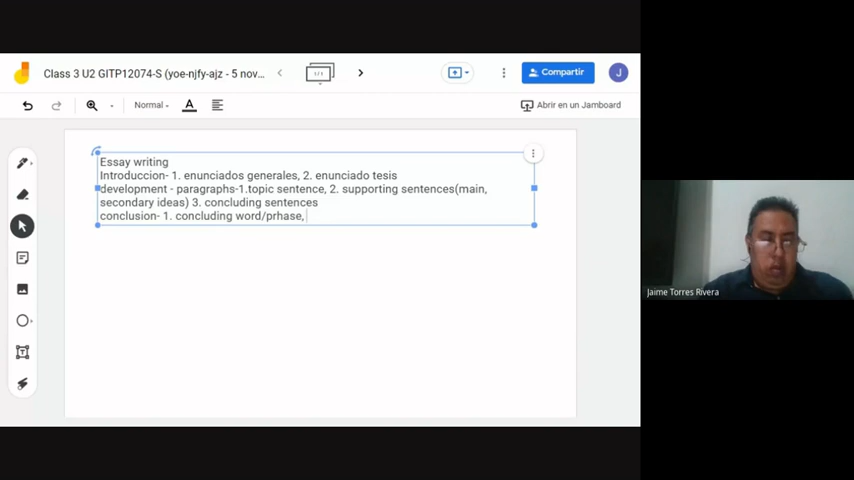 Class 3 U2 GITP12074-S (yoe-njfy-ajz - 5 nov...
1/1
Compartir
J
Normal
A
Abrir en un Jamboard
Essay writing
Introduccion- 1. enunciados generales, 2. enunciado tesis
development - paragraphs-1.topic sentence, 2. supporting sentences(main,
secondary ideas) 3. concluding sentences
conclusion- 1. concluding word/prhase,
Jaime Torres Rivera